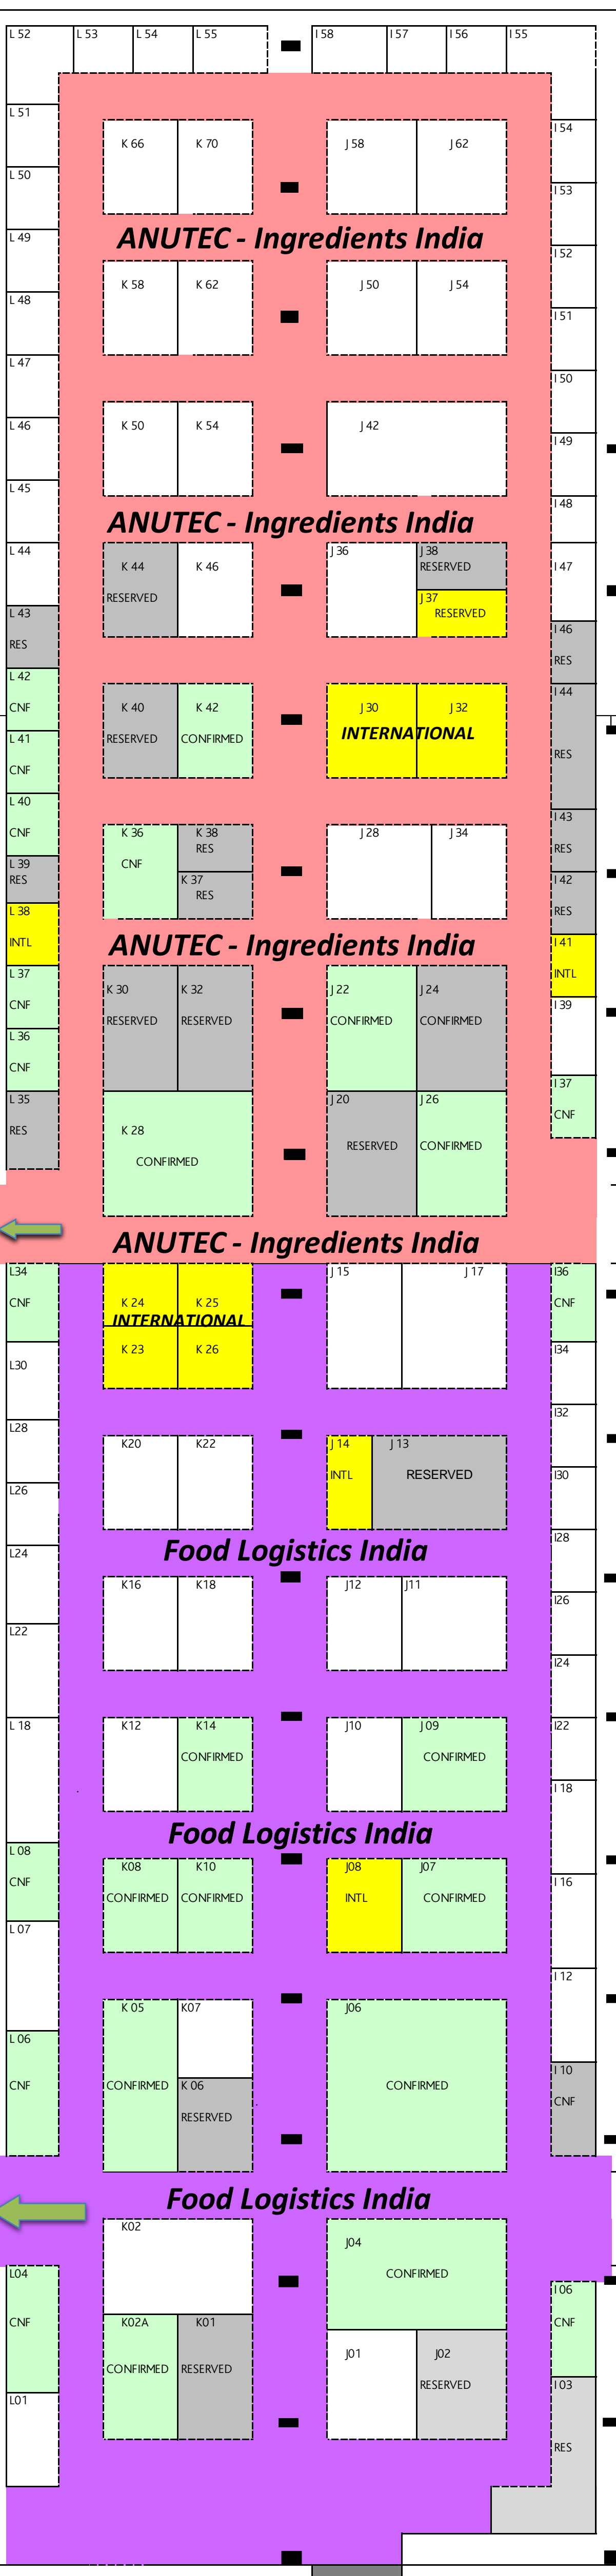 L 52
L 53
L 54
L 55
I 58
I 57
I 56
I 55
L 51
I 54
K 66
K 70
J 58
J 62
L 50
I 53
L 49
ANUTEC - Ingredients India
I 52
K 58
K 62
J 50
J 54
L 48
I 51
L 47
I 50
L 46
K 50
K 54
J 42
I 49
L 45
I 48
ANUTEC - Ingredients India
L 44
J 36
J 38
K 44
K 46
RESERVED
I 47
RESERVED
J 37
RESERVED
L 43
RES
I 46
RES
L 42
CNF
K 40
RESERVED
K 42
CONFIRMED
J 30
J 32
INTERNATIONAL
I 44
RES
L 41
CNF
L 40
CNF
K 36
CNF
K 38
RES
J 28
J 34
I 43
RES
L 39
RES
K 37
RES
I 42
RES
L 38
INTL
ANUTEC - Ingredients India
I 41
INTL
L 37
CNF
K 30
RESERVED
K 32
RESERVED
J 22
CONFIRMED
J 24
CONFIRMED
I 39
L 36
CNF
I 37
CNF
L 35
RES
K 28
CONFIRMED
J 20
RESERVED
J 26
CONFIRMED
ANUTEC - Ingredients India
L34
CNF
K 24
K 25
INTERNATIONAL
K 23
K 26
J 15
J 17
I36
CNF
L30
I34
I32
L28
K20
K22
J 14
INTL
J 13
RESERVED
I30
L26
I28
L24
Food Logistics India
K16
K18
J12
J11
I26
L22
I24
L 18
K12
K14
CONFIRMED
J10
J 09
CONFIRMED
I22
I 18
Food Logistics India
L 08
CNF
K08
CONFIRMED
K10
CONFIRMED
J08
INTL
J07
CONFIRMED
I 16
L 07
I 12
K 05
CONFIRMED
K07
J06
CONFIRMED
L 06
CNF
K 06
RESERVED
I 10
CNF
Food Logistics India
K02
J04
CONFIRMED
L04
CNF
I 06
CNF
K02A
CONFIRMED
K01
RESERVED
J01
J02
RESERVED
I 03
RES
L01